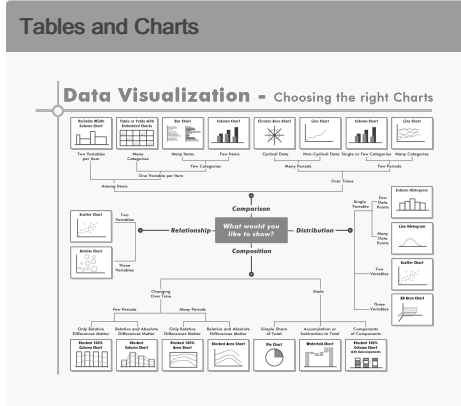 Tables and Charts
Data Visualization - Choosing the right Charts
Variable Width Column Chart
Table or Table with Embedded Charts
Bar Chart
Column Chart
Circular Area Chart
Line Chart
Column Chart
Line Chart
Two Variables per Item
Many Categories
Many Items
Few Items
Cyclical Data
Non-Cyclical Data
Single or Few Categories
Many Categories
Few Categories
Many Periods
Few Periods
One Variable per Item
Among Items
Over Times
Comparison
Single Variable
Few Data Points
Column Histogram
Scatter Chart
Two Variables
Relationship
What would you like to show?
Distribution
Many Data Points
Line Histogram
Bubble Chart
Three Variables
Composition
Two Variables
Scatter Chart
Three Variables
3D Area Chart
Changing Over Time
Static
Few Periods
Many Periods
Only Relative Differences Matter
Relative and Absolute Differences Matter
Only Relative Differences Matter
Relative and Absolute Differences Matter
Simple Share of Total
Accumulation or Subtraction to Total
Components of Components
Stacked 100% Column Chart
Stacked Column Chart
Stacked 100% Area Chart
Stacked Area Chart
Pie Chart
Waterfall Chart
Stacked 100% Column Chart with Subcomponents